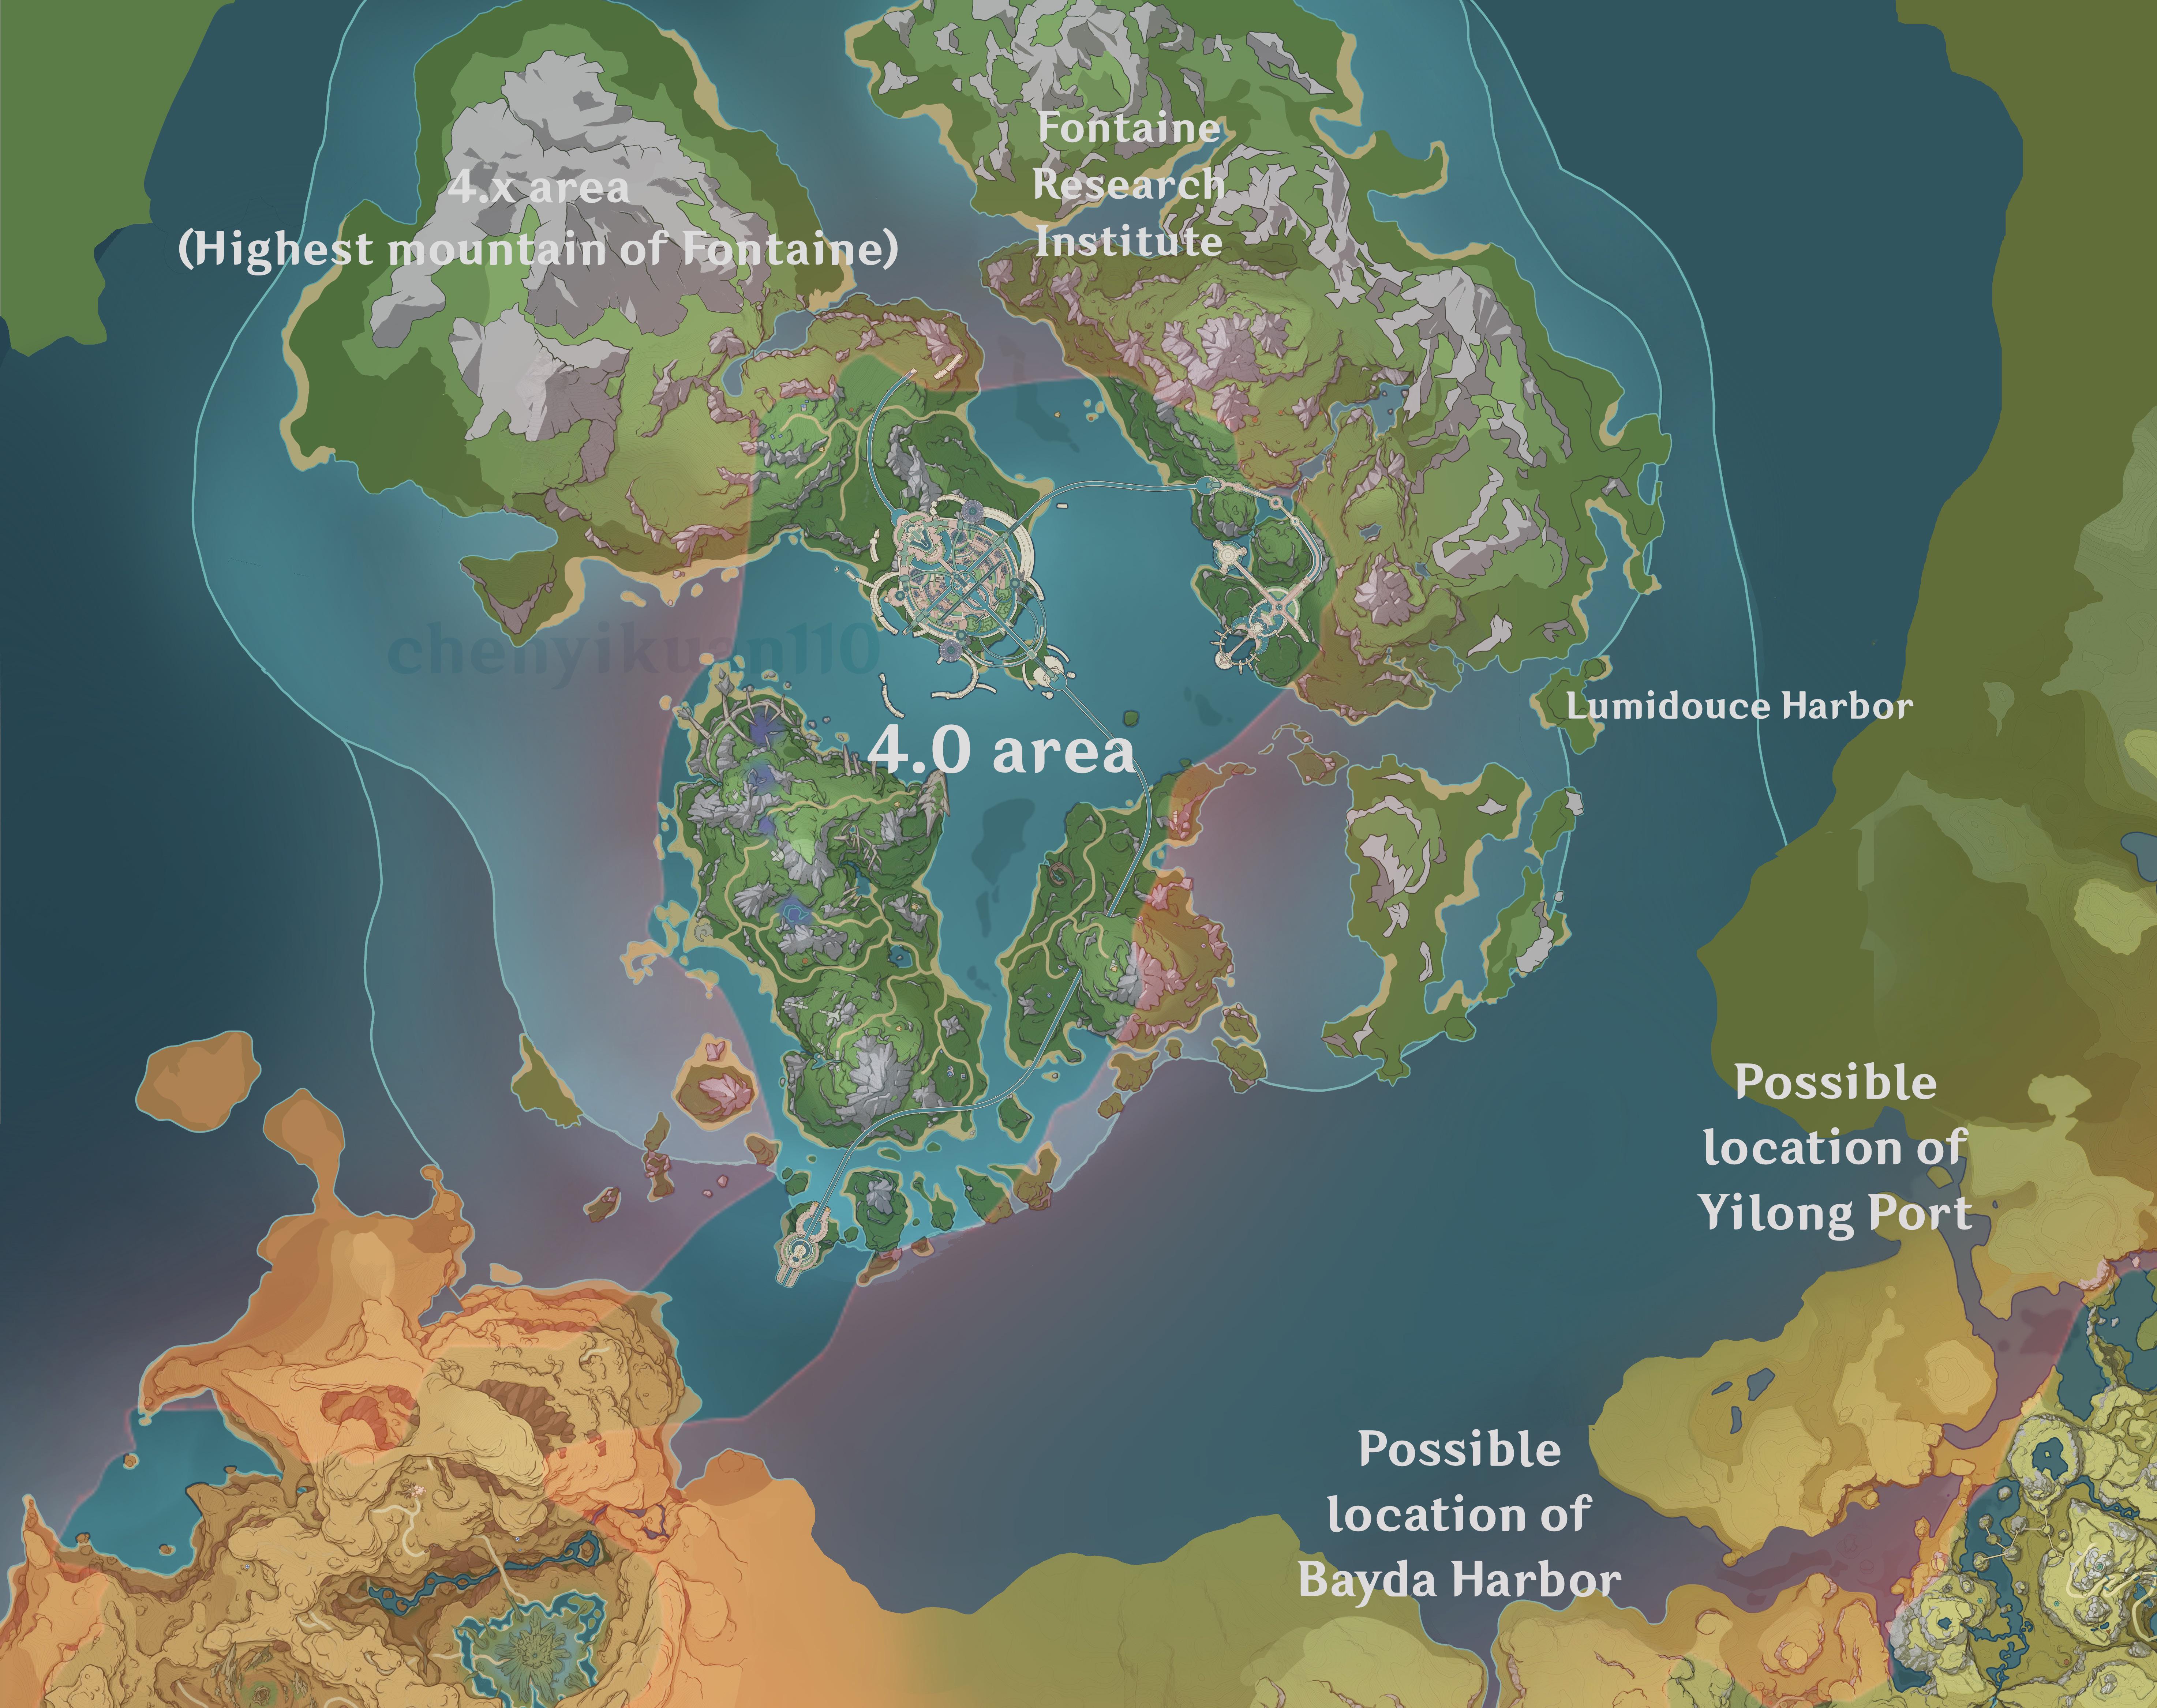 4.x area
(Highest mountain of Fontaine)
Fontaine
Research
Institute
chenyikuan110
4.0 area
Lumidouce Harbor
Possible
location of
Yilong Port
Possible
location of
Bayda Harbor